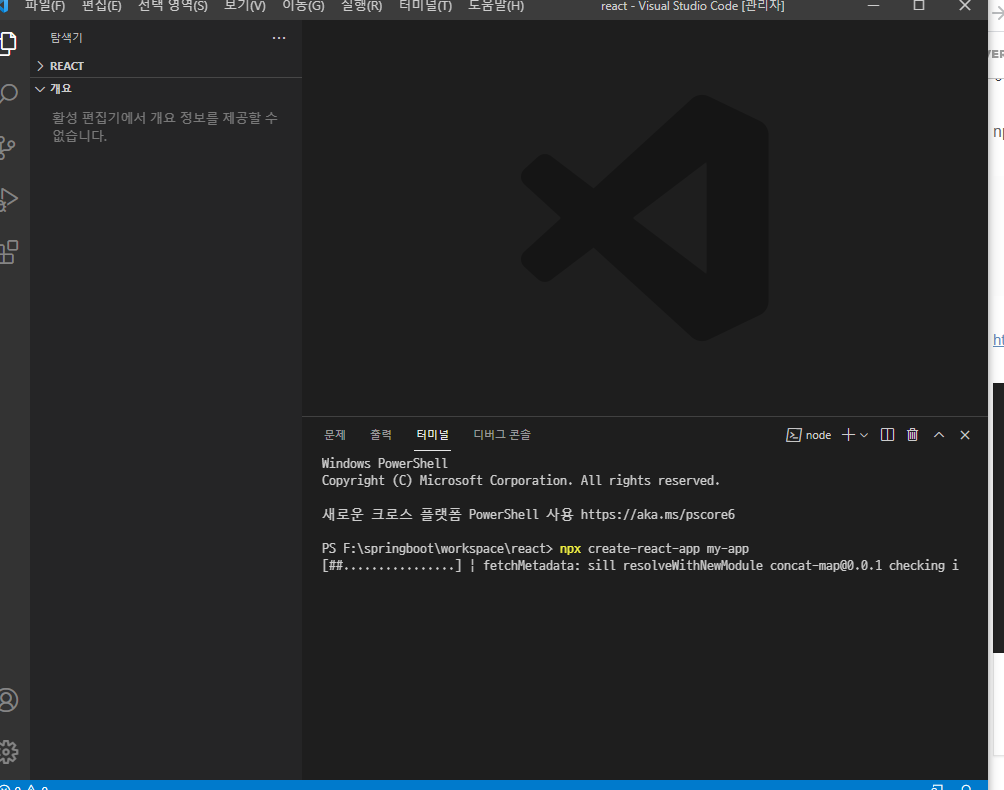 파일(F) 편집(E) 선택 영역(S) 보기(V) 이동(G) 실행(R) 터미널(T) 도움말(H) react - Visual Studio Code [관리자]
탐색기 ...
REACT
개요
활성 편집기에서 개요 정보를 제공할 수
없습니다.
문제 출력 터미널 디버그 콘솔 node
Windows PowerShell
Copyright (C) Microsoft Corporation. All rights reserved.
새로운 크로스 플랫폼 PowerShell 사용 https://aka.ms/pscore6
PS F:\springboot\workspace\react> npx create-react-app my-app
[##................] | fetchMetadata: sill resolveWithNewModule concat-map@0.0.1 checking i